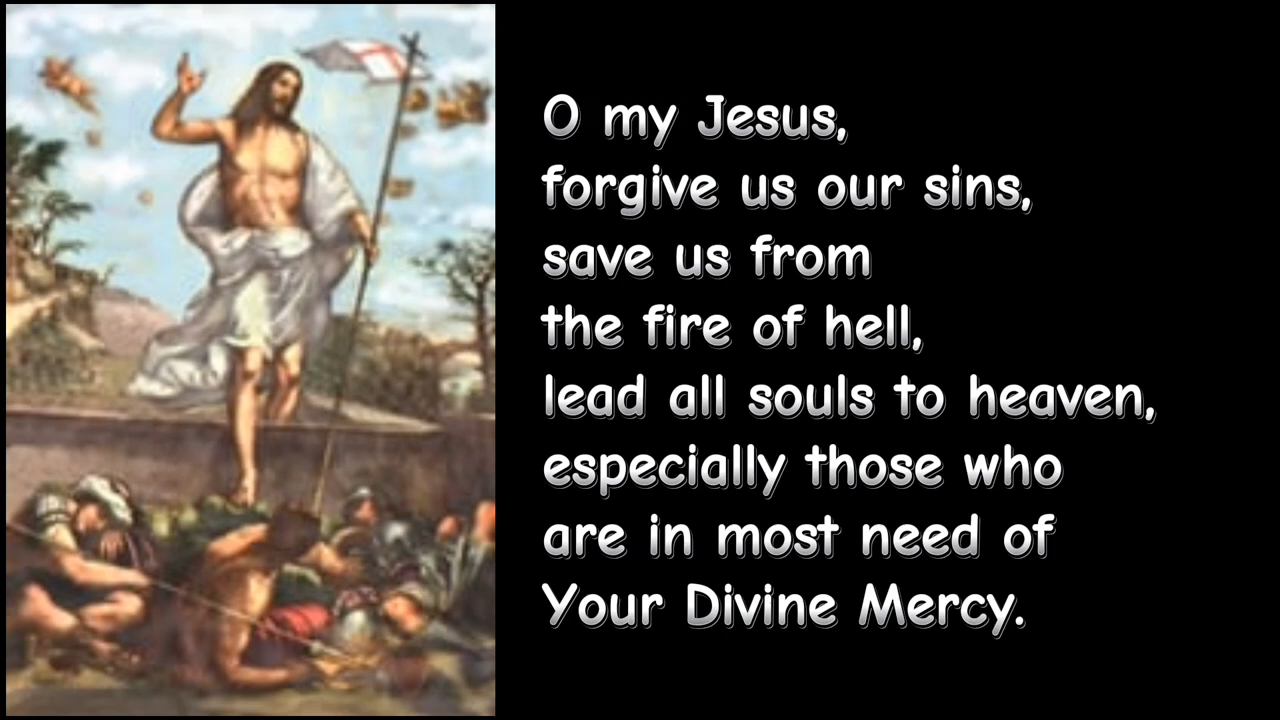 O my Jesus,
forgive us our sins,
save us from
the fire of hell,
lead all souls to heaven,
especially those who
are in most need of
Your Divine Mercy.